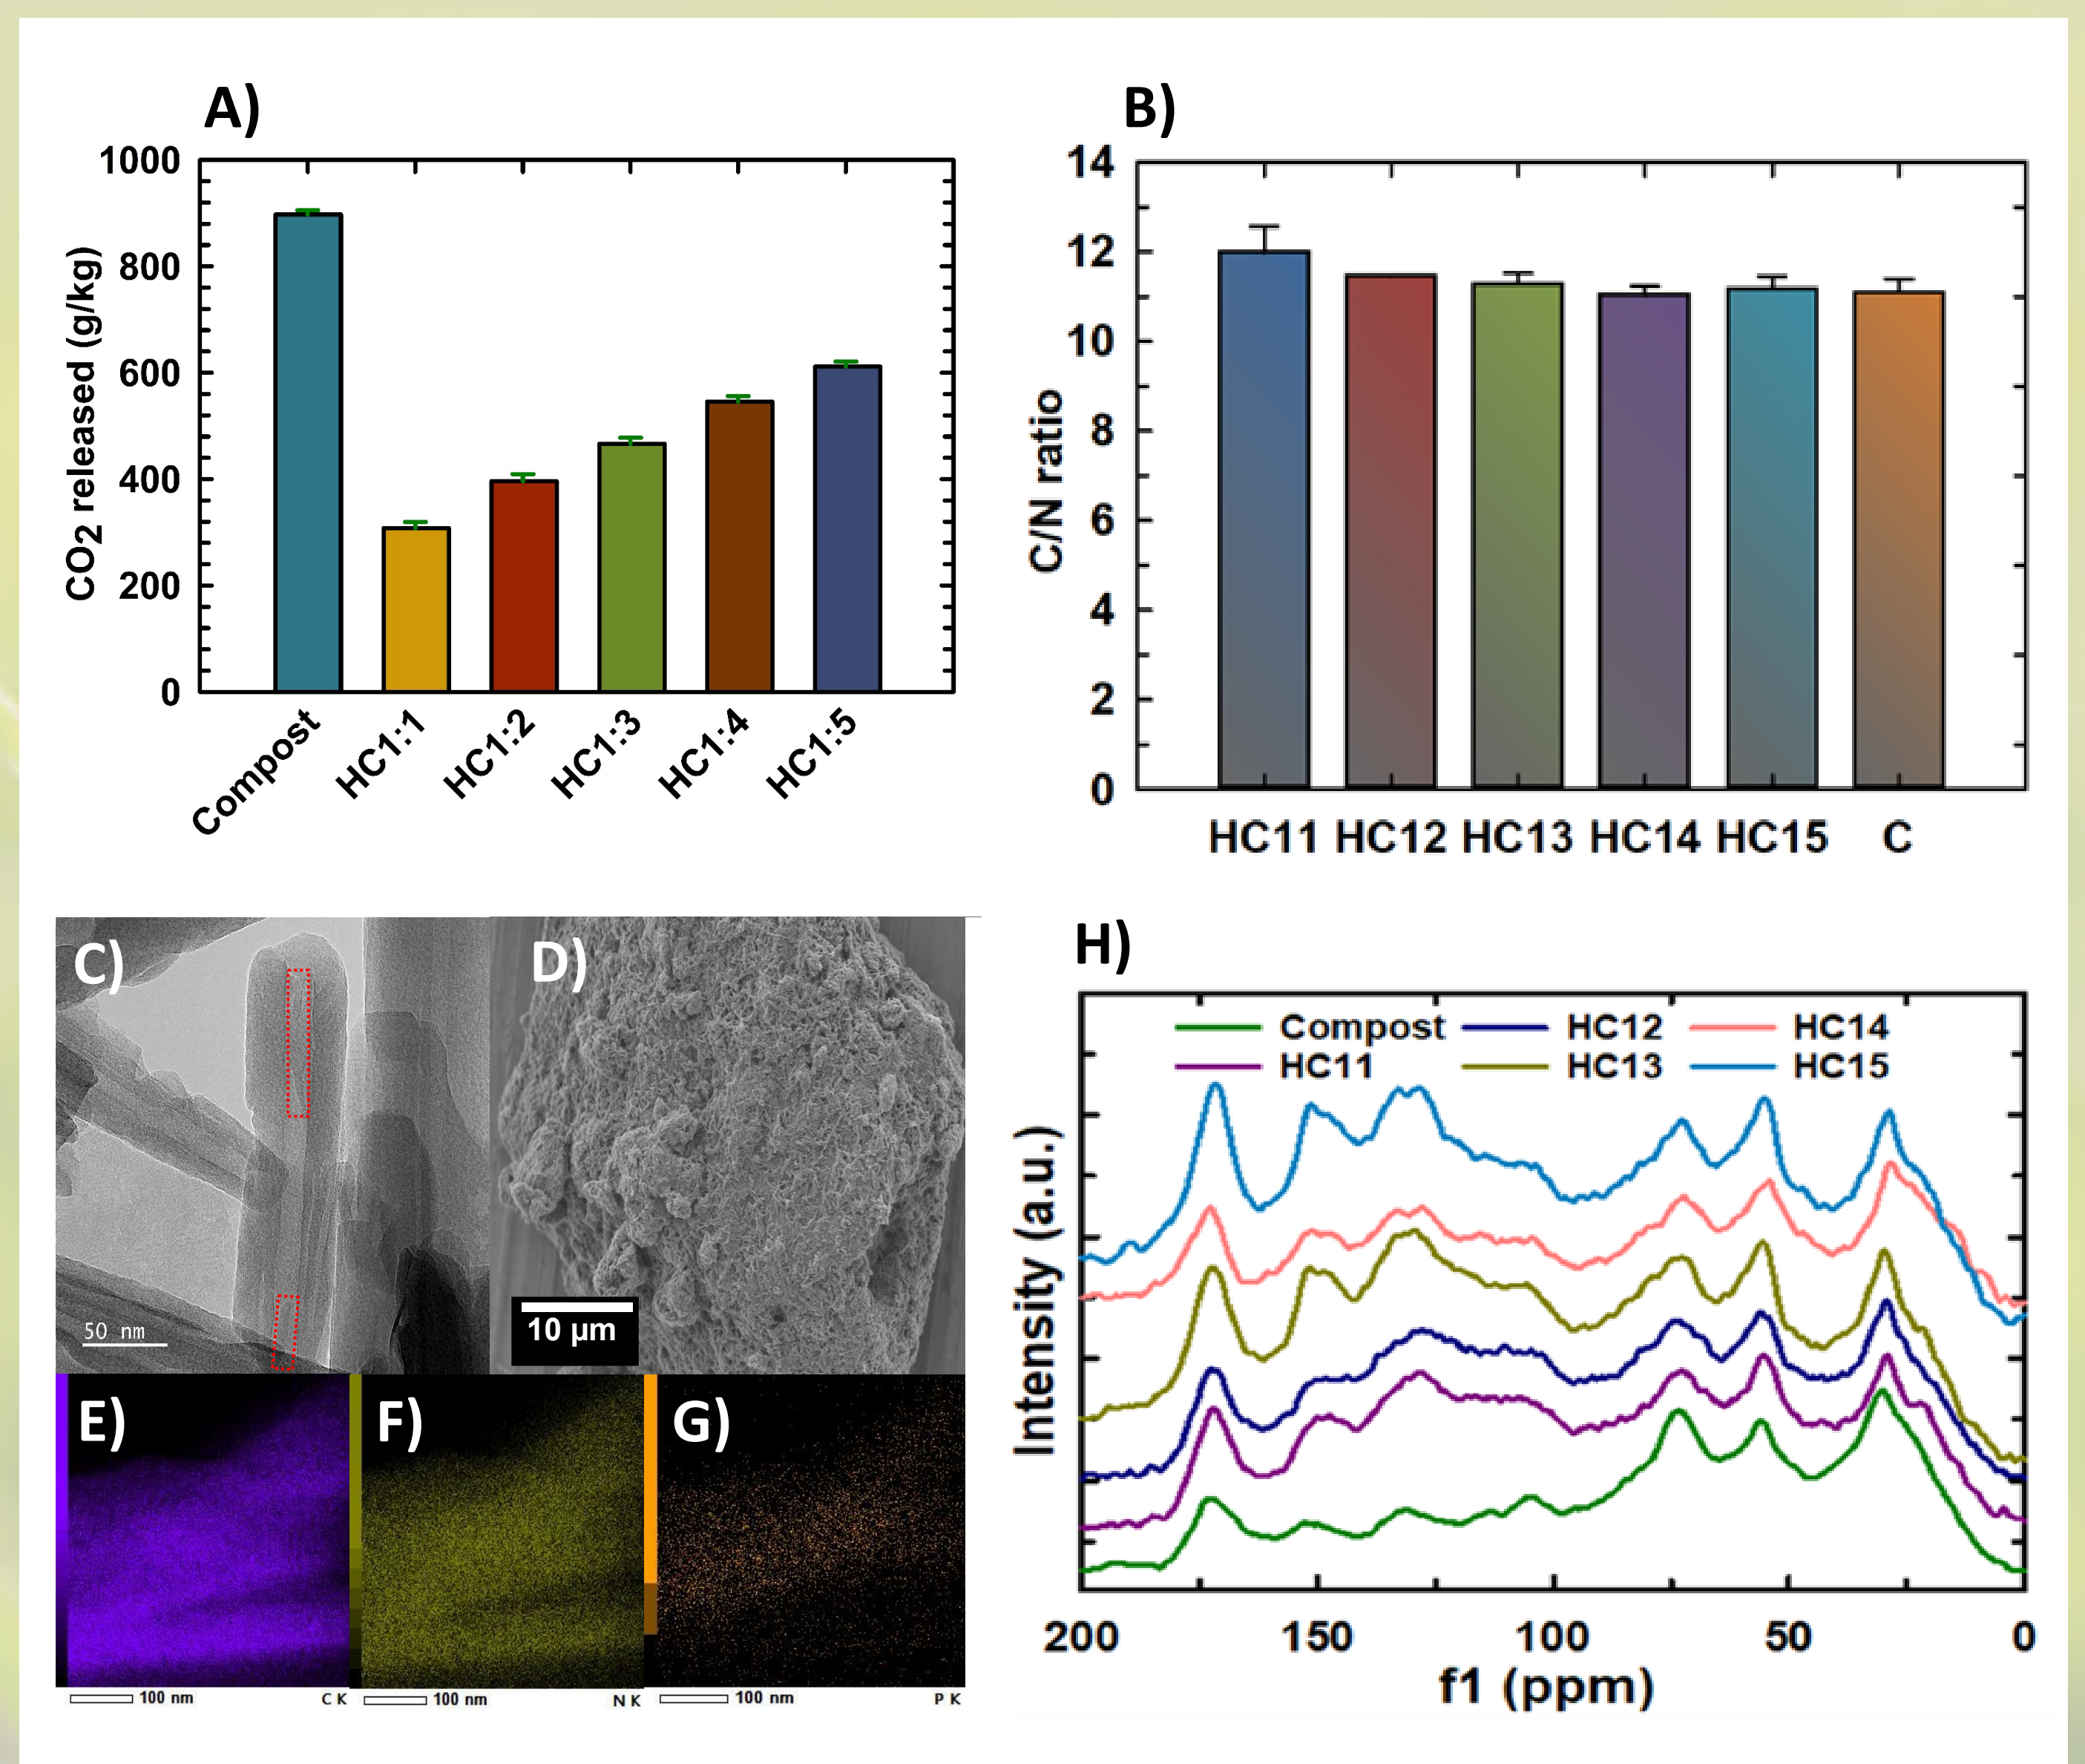 A)
1000
800
600
400
200
0
CO2 released (g/kg)
Compost
HC1:1
HC1:2
HC1:3
HC1:4
HC1:5
B)
14
12
10
8
6
4
2
0
C/N ratio
HC11 HC12 HC13 HC14 HC15 C
C)
50 nm
D)
10 µm
E)
100 nm C K
F)
100 nm N K
G)
100 nm P K
H)
Compost HC12 HC14
HC11 HC13 HC15
Intensity (a.u.)
200 150 100 50 0
f1 (ppm)